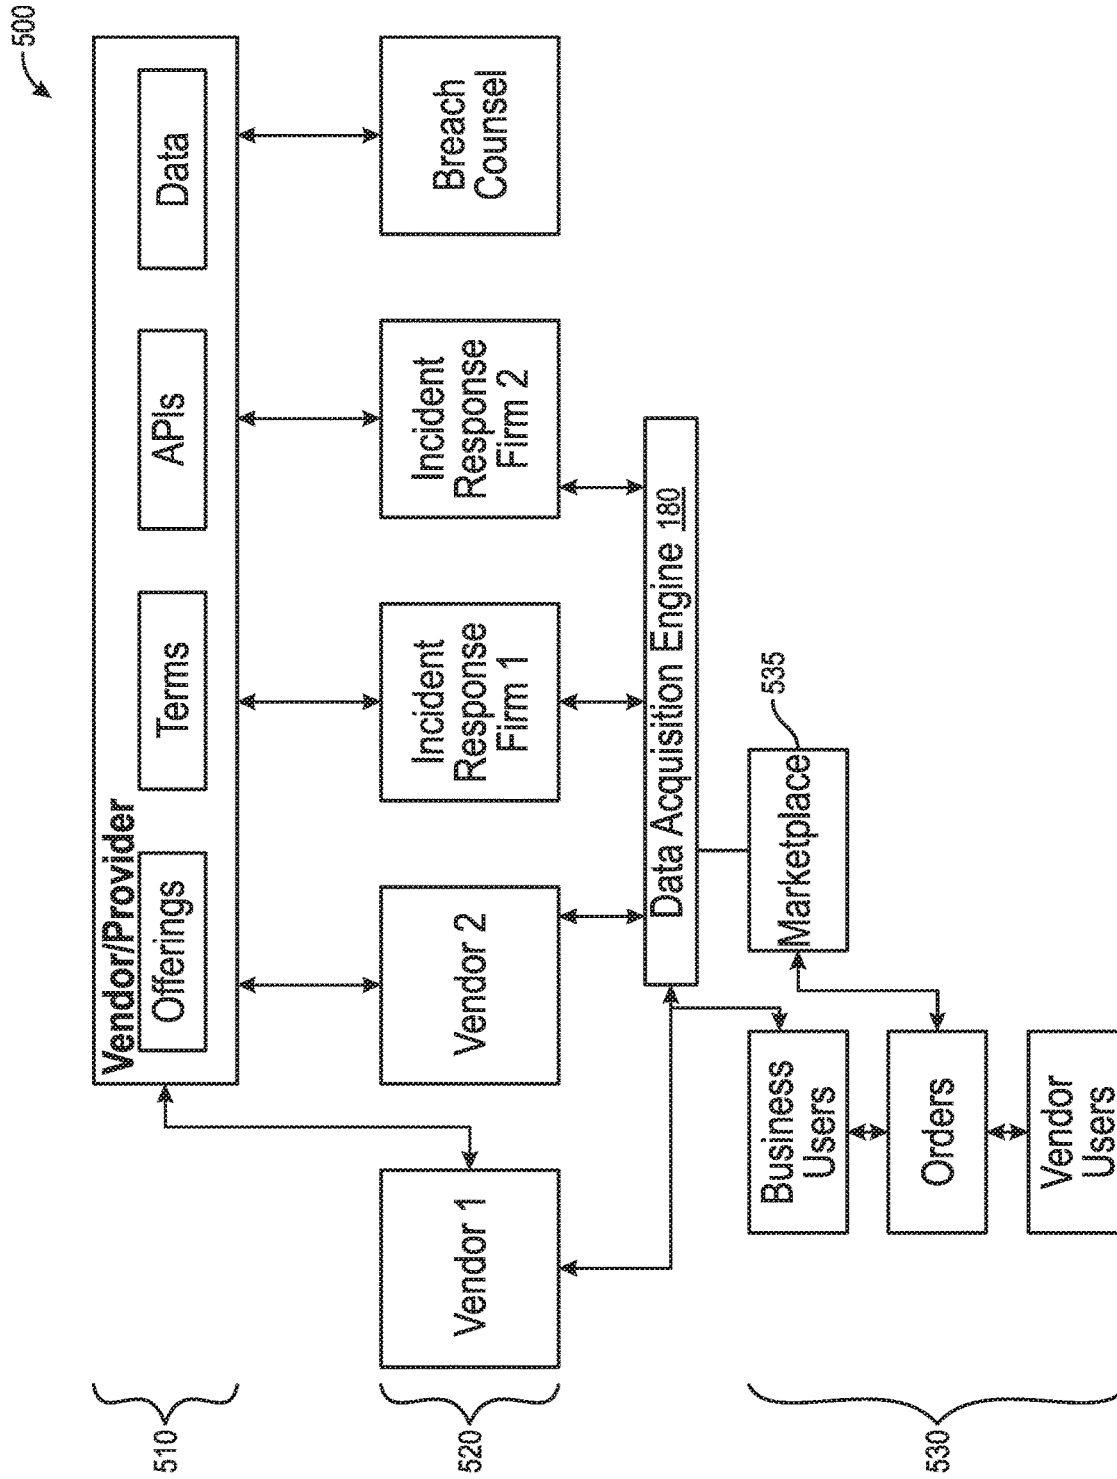 500
Vendor/Provider
Offerings
Terms
APIs
Data
510
Vendor 1
Vendor 2
Incident
Response
Firm 1
Incident
Response
Firm 2
Breach
Counsel
520
Data Acquisition Engine 180
Marketplace
535
Business
Users
Orders
Vendor
Users
530